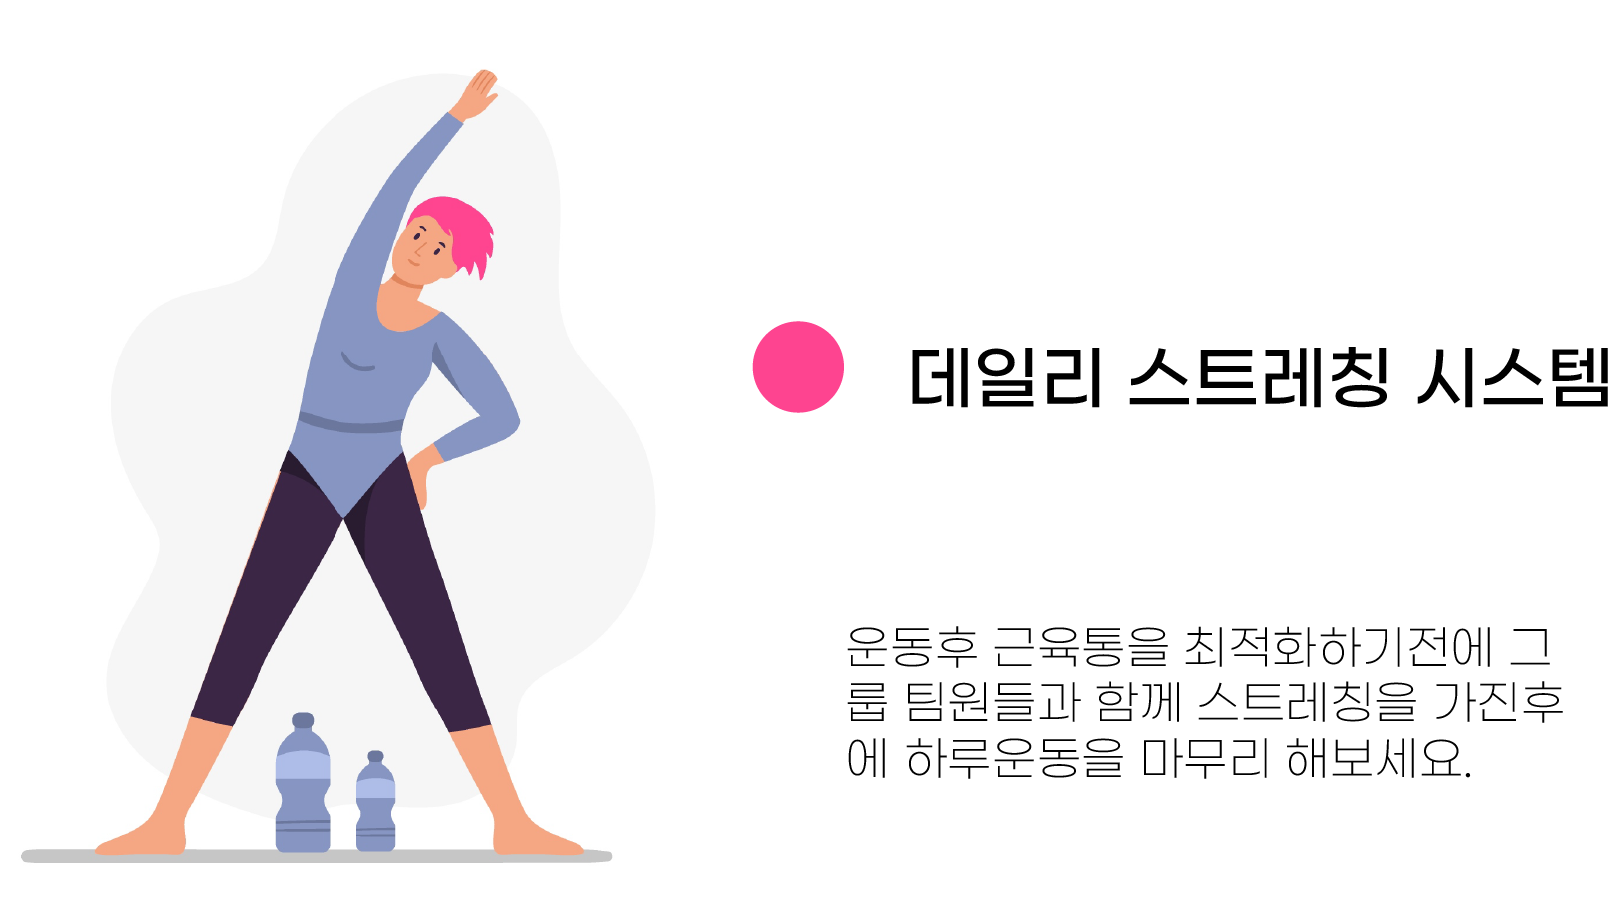 데일리 스트레칭 시스템
운동후 근육통을 최적화하기전에 그
룹 팀원들과 함께 스트레칭을 가진후
에 하루운동을 마무리 해보세요.